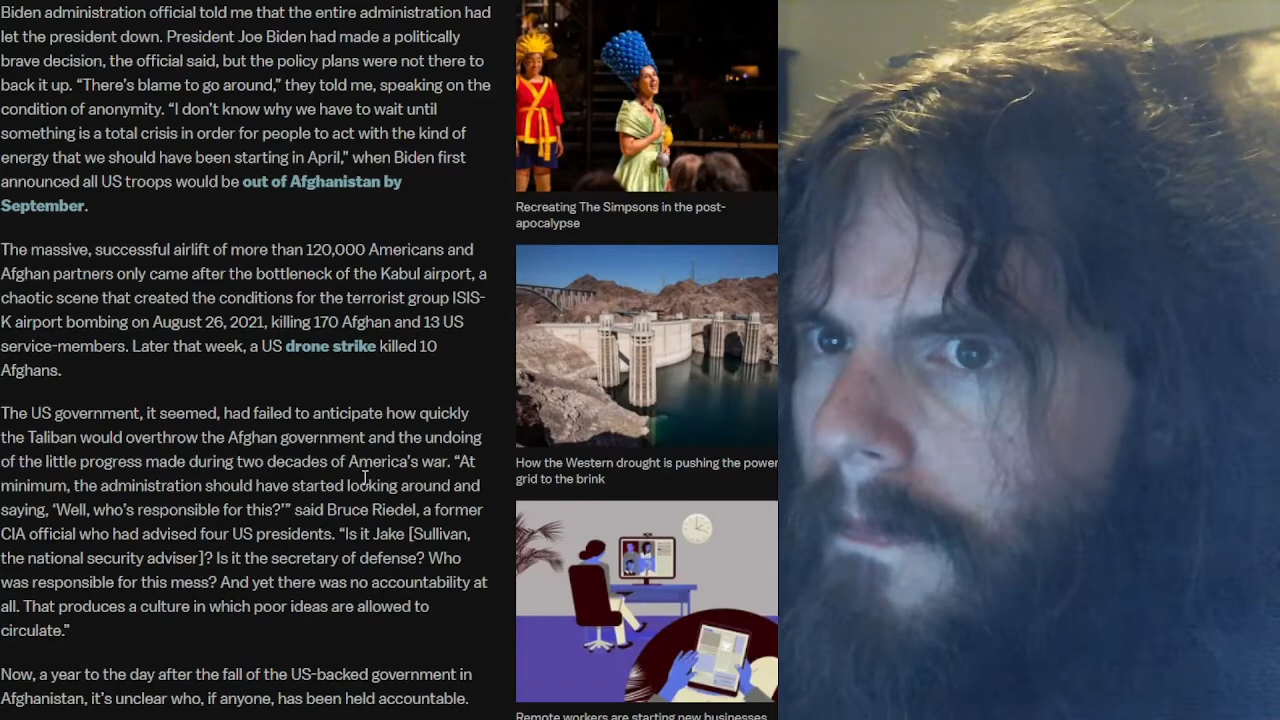 Biden administration official told me that the entire administration had
let the president down. President Joe Biden had made a politically
brave decision, the official said, but the policy plans were not there to
back it up. “There’s blame to go around,” they told me, speaking on the
condition of anonymity. “I don’t know why we have to wait until
something is a total crisis in order for people to act with the kind of
energy that we should have been starting in April,” when Biden first
announced all US troops would be out of Afghanistan by
September.
The massive, successful airlift of more than 120,000 Americans and
Afghan partners only came after the bottleneck of the Kabul airport, a
chaotic scene that created the conditions for the terrorist group ISIS-
K airport bombing on August 26, 2021, killing 170 Afghan and 13 US
service-members. Later that week, a US drone strike killed 10
Afghans.
The US government, it seemed, had failed to anticipate how quickly
the Taliban would overthrow the Afghan government and the undoing
of the little progress made during two decades of America’s war. “At
minimum, the administration should have started looking around and
saying, ‘Well, who’s responsible for this?’” said Bruce Riedel, a former
CIA official who had advised four US presidents. “Is it Jake [Sullivan,
the national security adviser]? Is it the secretary of defense? Who
was responsible for this mess? And yet there was no accountability at
all. That produces a culture in which poor ideas are allowed to
circulate.”
Now, a year to the day after the fall of the US-backed government in
Afghanistan, it’s unclear who, if anyone, has been held accountable.
Recreating The Simpsons in the post-
apocalypse
How the Western drought is pushing the power
grid to the brink
Remote workers are starting new businesses